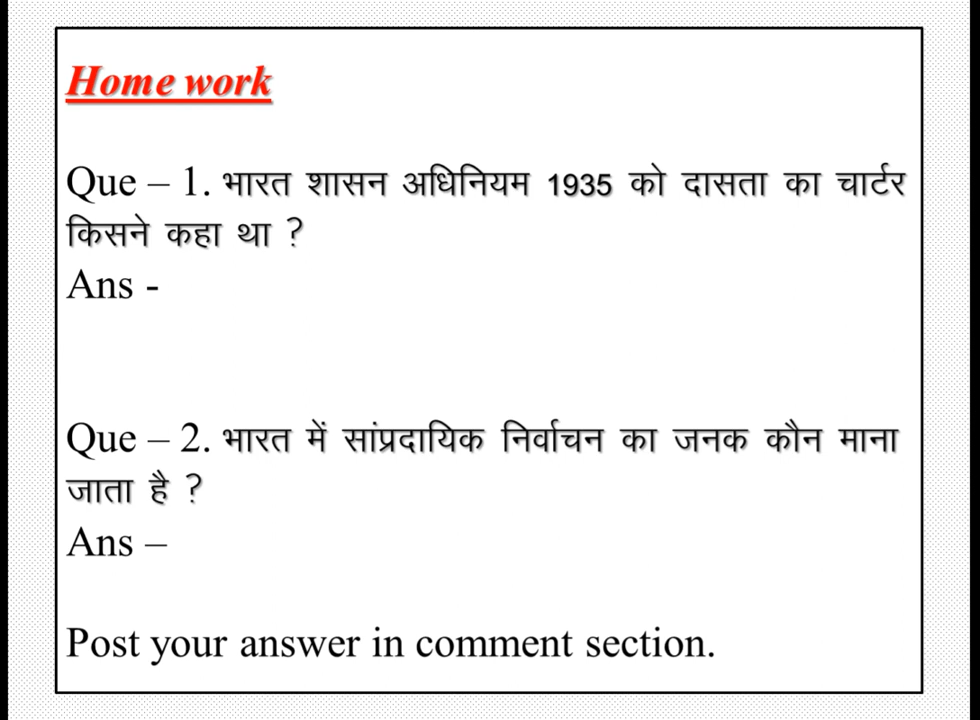 Home work
Que – 1. भारत शासन अधिनियम 1935 को दासता का चार्टर
किसने कहा था ?
Ans -
Que – 2. भारत में सांप्रदायिक निर्वाचन का जनक कौन माना
जाता है ?
Ans –
Post your answer in comment section.